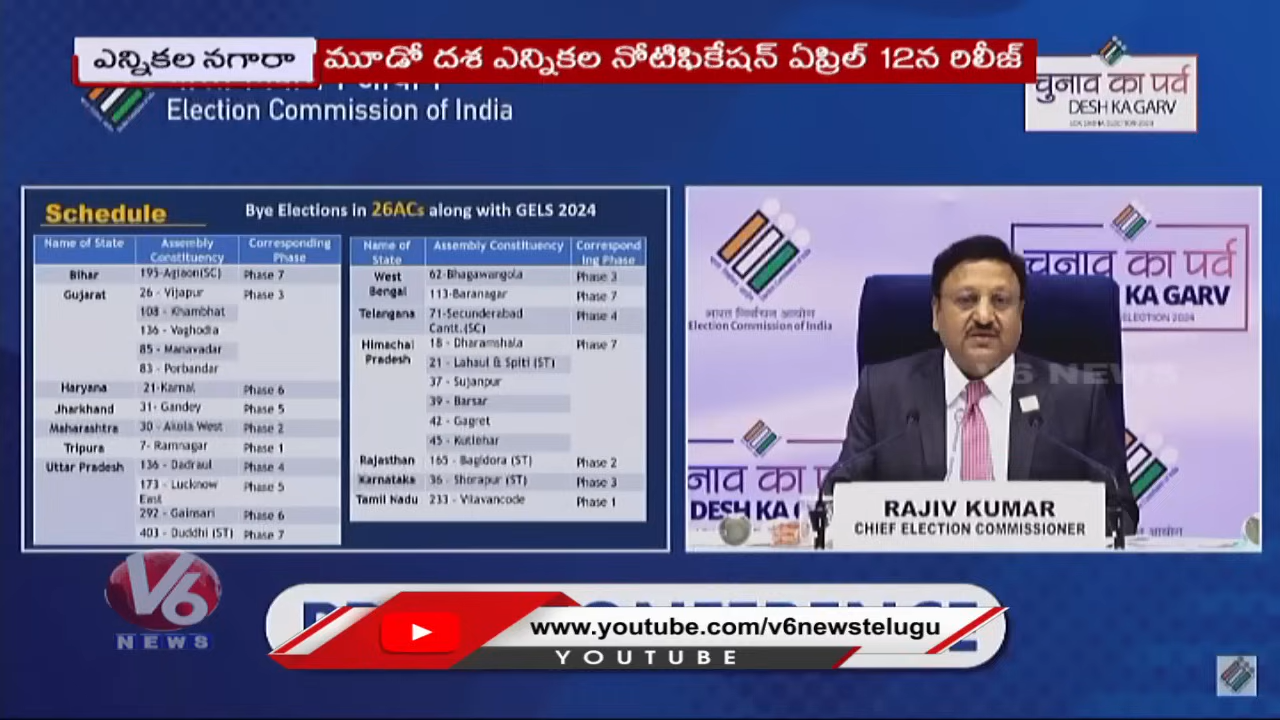 ఎన్నికల నగారా
మూడో దశ ఎన్నికల నోటిఫికేషన్ ఏప్రిల్ 12న రిలీజ్
Election Commission of India
चुनाव का पर्व
DESH KA GARV
Schedule
Bye Elections in 26ACs along with GELS 2024
Name of State Assembly Constituency Corresponding Phase
Bihar 195-Agiaon(SC) Phase 7
Gujarat 26 - Vijapur Phase 3
108 - Khambhat
136 - Vaghodia
85 - Manavadar
83 - Porbandar
Haryana 21-Karnal Phase 6
Jharkhand 31- Gandey Phase 5
Maharashtra 30 - Akola West Phase 2
Tripura 7- Ramnagar Phase 1
Uttar Pradesh 136 - Dadraul Phase 4
173 - Lucknow East Phase 5
292 - Gainsari Phase 6
403 - Duddhi (ST) Phase 7
Name of State Assembly Constituency Corresponding Phase
West Bengal 62-Bhagawangola Phase 3
113-Baranagar Phase 7
Telangana 71-Secunderabad Cantt.(SC) Phase 4
Himachal Pradesh 18 - Dharamshala Phase 7
21 - Lahaul & Spiti (ST)
37 - Sujanpur
39 - Barsar
42 - Gagret
45 - Kutlehar
Rajasthan 165 - Bagidora (ST) Phase 2
Karnataka 36 - Shorapur (ST) Phase 3
Tamil Nadu 233 - Vilavancode Phase 1
भारत निर्वाचन आयोग
Election Commission of India
चुनाव का पर्व
KA GARV
ELECTION 2024
V6 NEWS
नाव का प
DESH KA G
आयोग
RAJIV KUMAR
CHIEF ELECTION COMMISSIONER
V6
NEWS
www.youtube.com/v6newstelugu
YOUTUBE